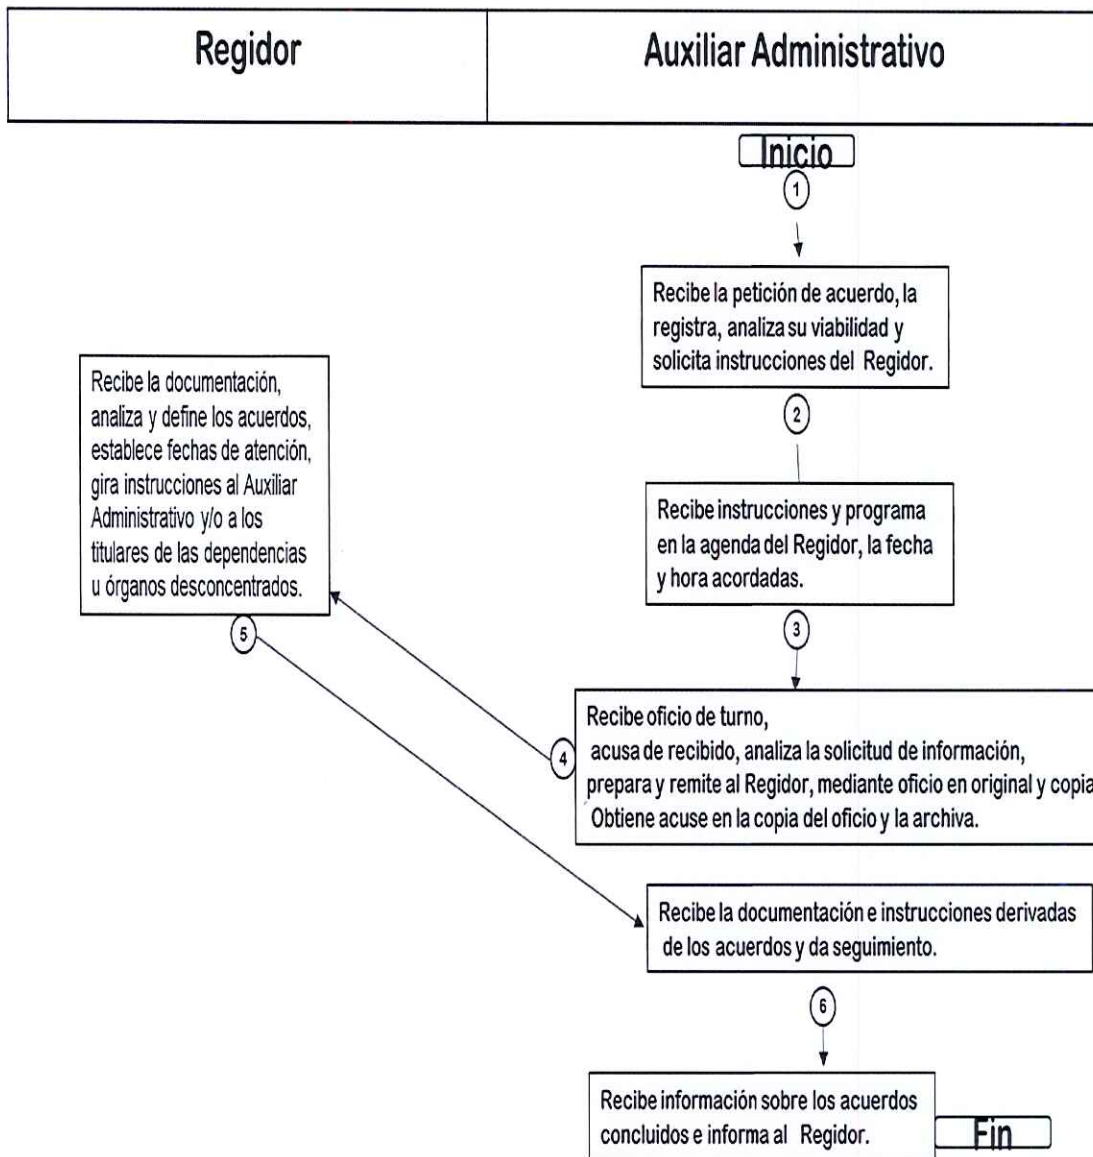 Regidor
Auxiliar Administrativo
Inicio
1
Recibe la petición de acuerdo, la
registra, analiza su viabilidad y
solicita instrucciones del Regidor.
2
Recibe instrucciones y programa
en la agenda del Regidor, la fecha
y hora acordadas.
3
Recibe oficio de turno,
acusa de recibido, analiza la solicitud de información,
prepara y remite al Regidor, mediante oficio en original y copia
Obtiene acuse en la copia del oficio y la archiva.
4
Recibe la documentación,
analiza y define los acuerdos,
establece fechas de atención,
gira instrucciones al Auxiliar
Administrativo y/o a los
titulares de las dependencias
u órganos desconcentrados.
5
Recibe la documentación e instrucciones derivadas
de los acuerdos y da seguimiento.
6
Recibe información sobre los acuerdos
concluidos e informa al Regidor.
Fin